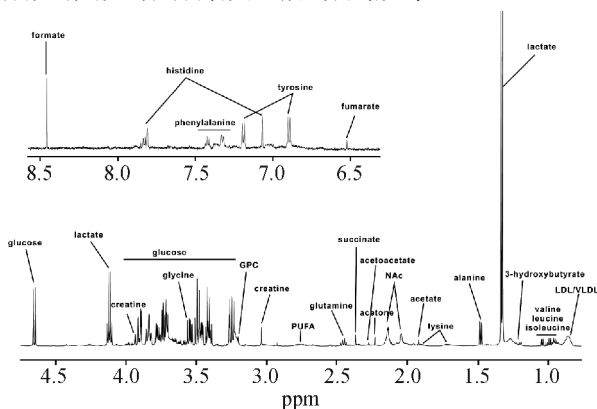 formate
lactate
histidine
tyrosine
phenylalanine
fumarate
8.5 8.0 7.5 7.0 6.5
glucose
lactate
glucose
creatine
glycine
GPC
creatine
PUFA
glutamine
succinate
acetoacetate
NAc
acetone
acetate
lysine
alanine
3-hydroxybutyrate
LDL/VLDL
valine
leucine
isoleucine
4.5 4.0 3.5 3.0 2.5 2.0 1.5 1.0
ppm